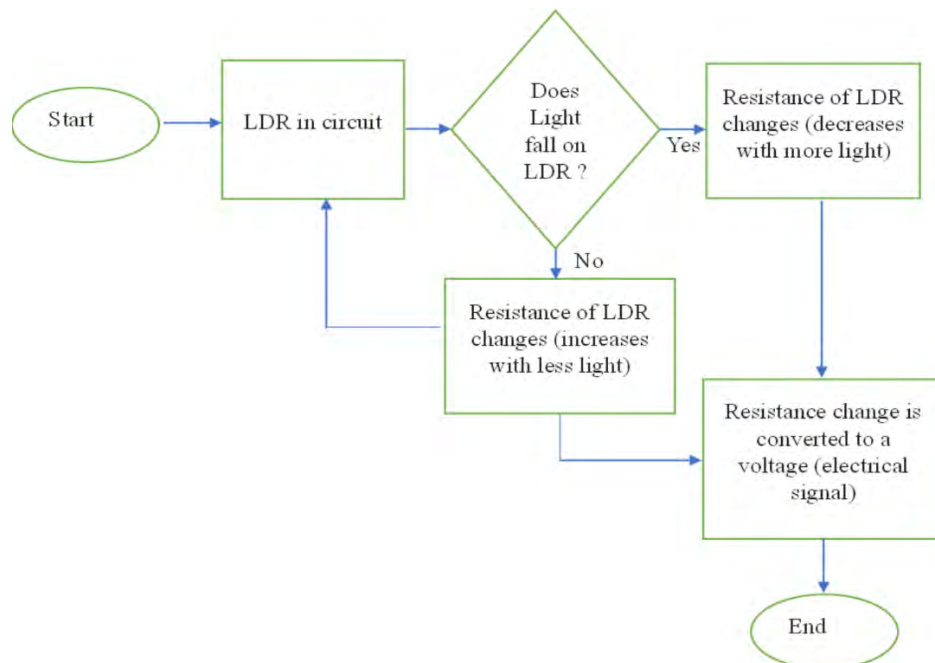 Start
LDR in circuit
Does
Light
fall on
LDR ?
Yes
Resistance of LDR
changes (decreases
with more light)
No
Resistance of LDR
changes (increases
with less light)
Resistance change is
converted to a
voltage (electrical
signal)
End